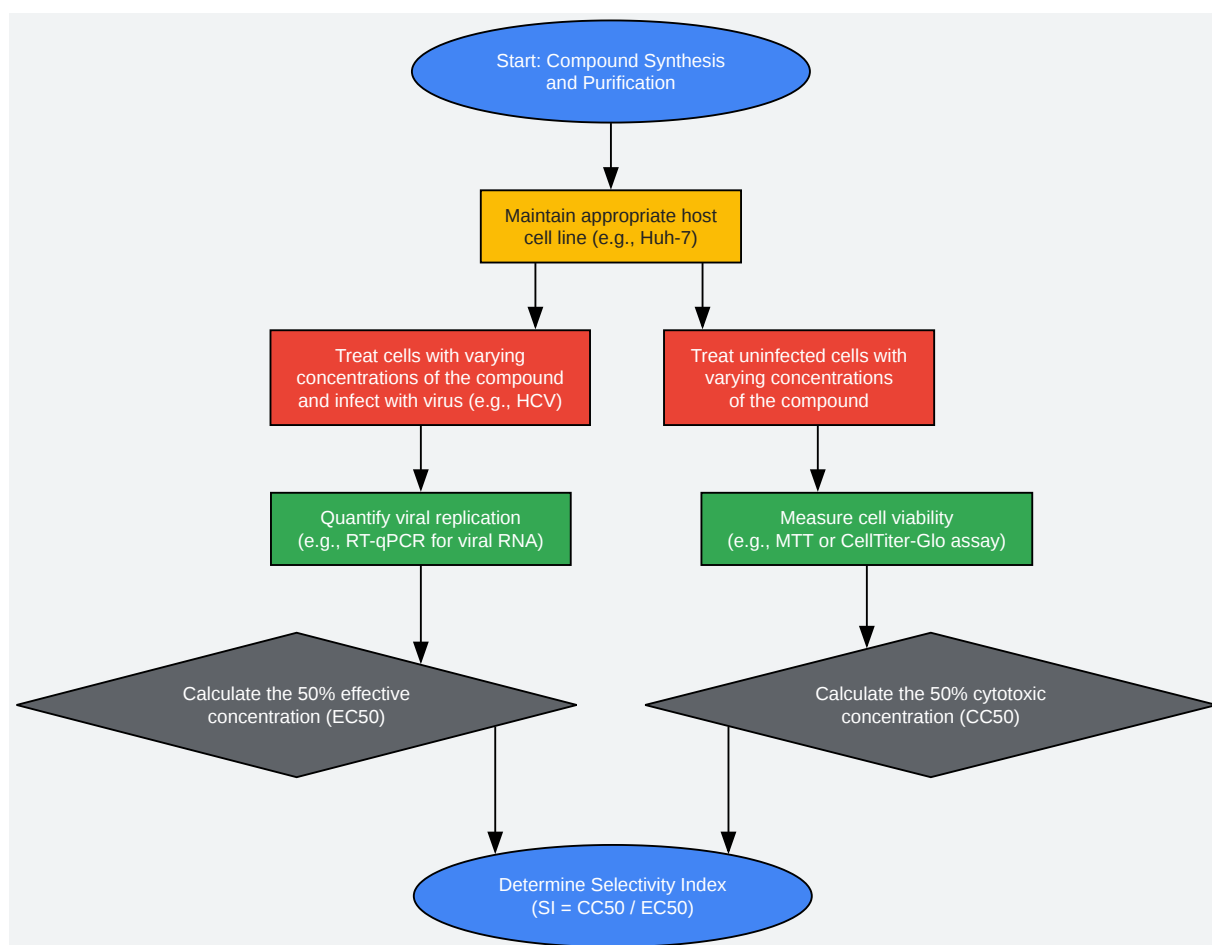 Start: Compound Synthesis
and Purification
Maintain appropriate host
cell line (e.g., Huh-7)
Treat cells with varying
concentrations of the compound
and infect with virus (e.g., HCV)
Treat uninfected cells with
varying concentrations
of the compound
Quantify viral replication
(e.g., RT-qPCR for viral RNA)
Measure cell viability
(e.g., MTT or CellTiter-Glo assay)
Calculate the 50% effective
concentration (EC50)
Calculate the 50% cytotoxic
concentration (CC50)
Determine Selectivity Index
(SI = CC50 / EC50)